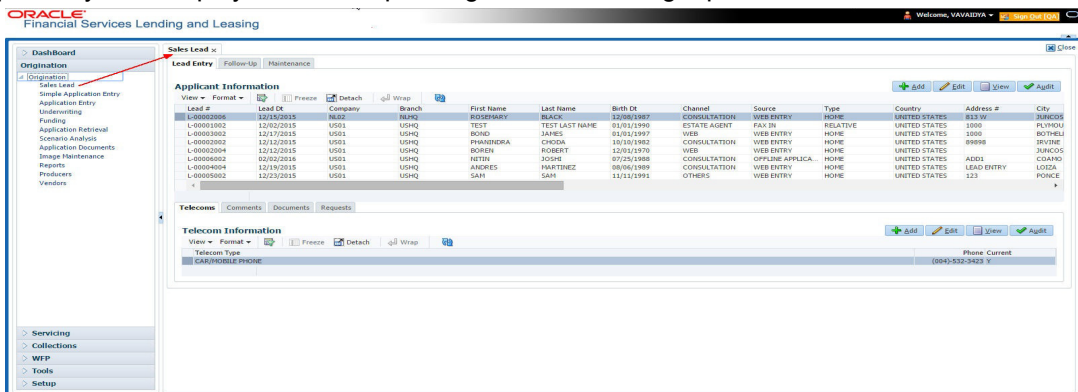 ORACLE
Financial Services Lending and Leasing
Welcome, VAVAIDYA
Sign Out [QA]
Close
DashBoard
Origination
Origination
Sales Lead
Simple Application Entry
Application Entry
Underwriting
Funding
Application Retrieval
Scenario Analysis
Application Documents
Image Maintenance
Reports
Producers
Vendors
Servicing
Collections
WFP
Tools
Setup
Sales Lead x
Lead Entry Follow-Up Maintenance
Applicant Information
Add Edit View Audit
View Format Freeze Detach Wrap
Lead # Lead Dt Company Branch First Name Last Name Birth Dt Channel Source Type Country Address # City
L-00002006 12/15/2015 NL02 NLHQ ROSEMARY BLACK 12/08/1987 CONSULTATION WEB ENTRY HOME UNITED STATES 813 W JUNCOS
L-00001002 12/02/2015 US01 USHQ TEST TEST LAST NAME 01/01/1990 ESTATE AGENT FAX IN RELATIVE UNITED STATES 1000 PLYMOU
L-00003002 12/17/2015 US01 USHQ BOND JAMES 01/01/1997 WEB WEB ENTRY HOME UNITED STATES 1000 BOTHELI
L-00002002 12/12/2015 US01 USHQ PHANINDRA CHODA 10/10/1982 CONSULTATION WEB ENTRY HOME UNITED STATES 89898 IRVINE
L-00002004 12/12/2015 US01 USHQ BOREN ROBERT 12/01/1970 WEB WEB ENTRY HOME UNITED STATES JUNCOS
L-00006002 02/02/2016 US01 USHQ NITIN JOSHI 07/25/1988 CONSULTATION OFFLINE APPLICA... HOME UNITED STATES ADD1 COAMO
L-00004004 12/19/2015 US01 USHQ ANDRES MARTINEZ 08/06/1989 CONSULTATION WEB ENTRY HOME UNITED STATES LEAD ENTRY LOIZA
L-00005002 12/23/2015 US01 USHQ SAM SAM 11/11/1991 OTHERS WEB ENTRY HOME UNITED STATES 123 PONCE
Telecoms Comments Documents Requests
Telecom Information
Add Edit View Audit
View Format Freeze Detach Wrap
Telecom Type Phone Current
CAR/MOBILE PHONE (004)-532-3423 Y